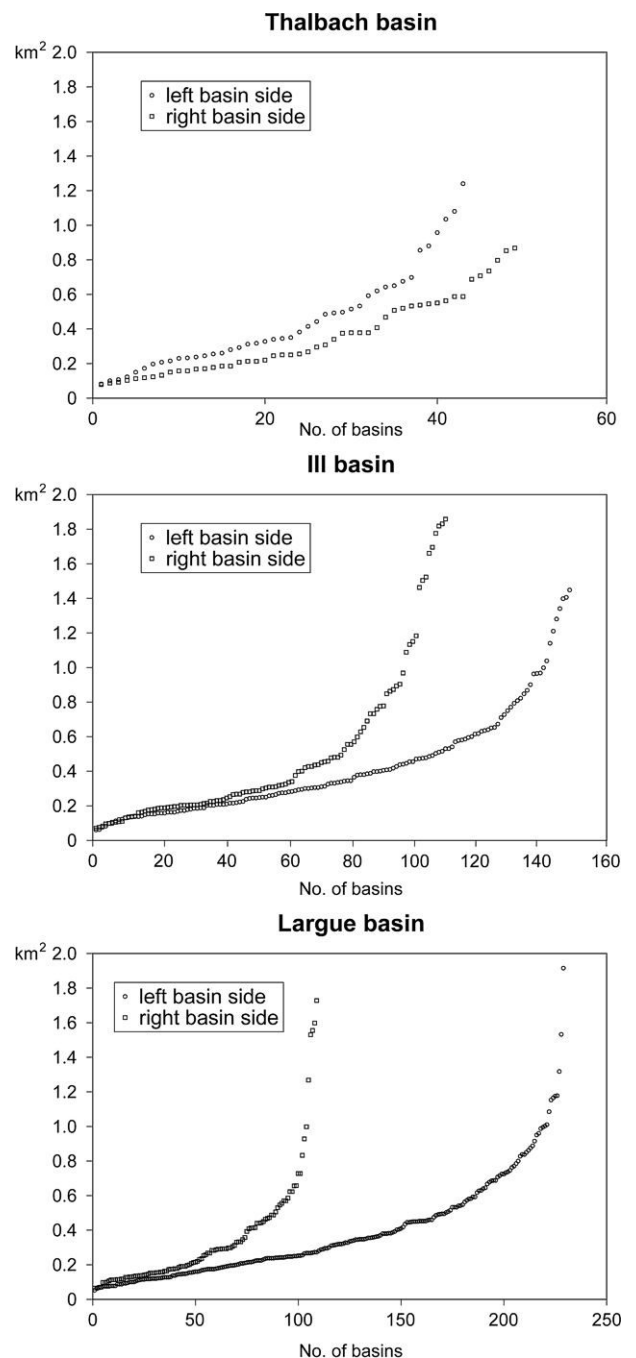 Thalbach basin
km2 2.0
1.8
1.6
1.4
1.2
1.0
0.8
0.6
0.4
0.2
0
left basin side
right basin side
0 20 40 60
No. of basins
Ill basin
km2 2.0
1.8
1.6
1.4
1.2
1.0
0.8
0.6
0.4
0.2
0
left basin side
right basin side
0 20 40 60 80 100 120 140 160
No. of basins
Largue basin
km2 2.0
1.8
1.6
1.4
1.2
1.0
0.8
0.6
0.4
0.2
0
left basin side
right basin side
0 50 100 150 200 250
No. of basins